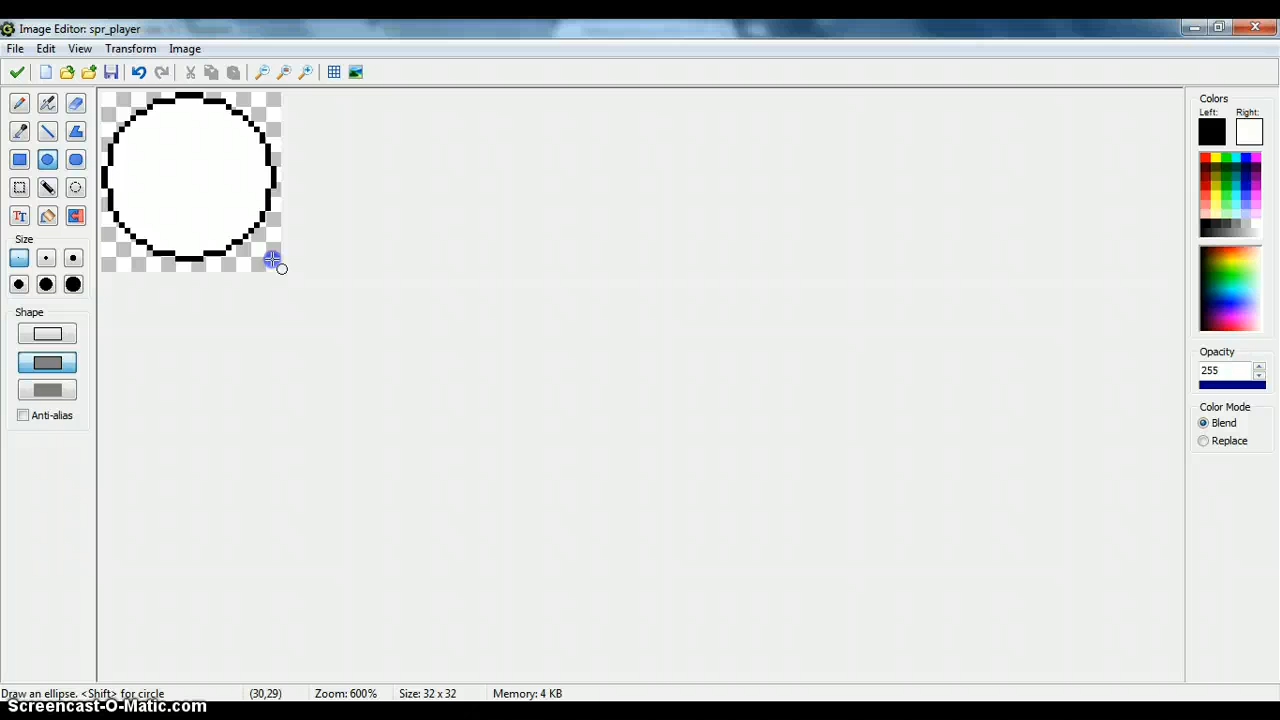 Image Editor: spr_player
File Edit View Transform Image
Colors
Left: Right:
Size
Shape
Anti-alias
Opacity
255
Color Mode
Blend
Replace
Draw an ellipse. <Shift> for circle (30,29) Zoom: 600% Size: 32 x 32 Memory: 4 KB
Screencast-O-Matic.com